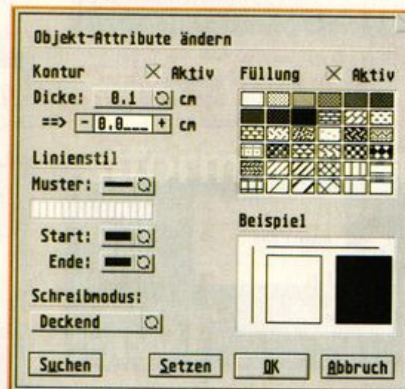 Objekt-Attribute ändern
Kontur
Aktiv
Dicke: 0.1 cm
==> - 0.0___ + cm
Linienstil
Muster:
Start:
Ende:
Schreibmodus:
Deckend
Füllung
Aktiv
Beispiel
Suchen
Setzen
OK
Abbruch